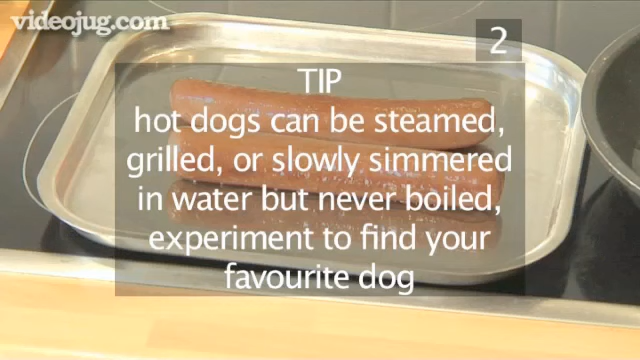 videojug.com
2
TIP
hot dogs can be steamed,
grilled, or slowly simmered
in water but never boiled,
experiment to find your
favourite dog